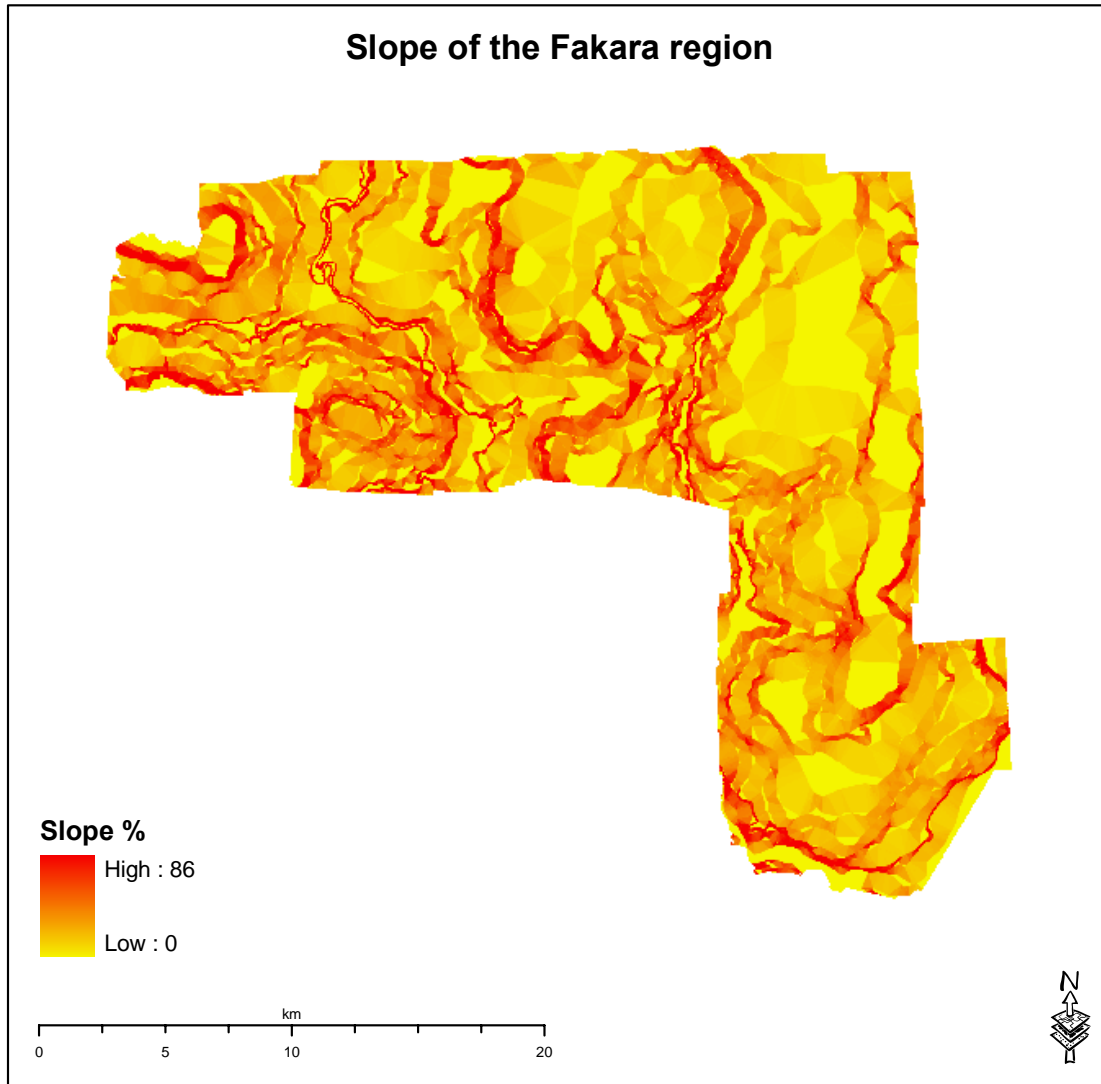 Slope of the Fakara region
Slope %
High : 86
Low : 0
km
0 5 10 20
N